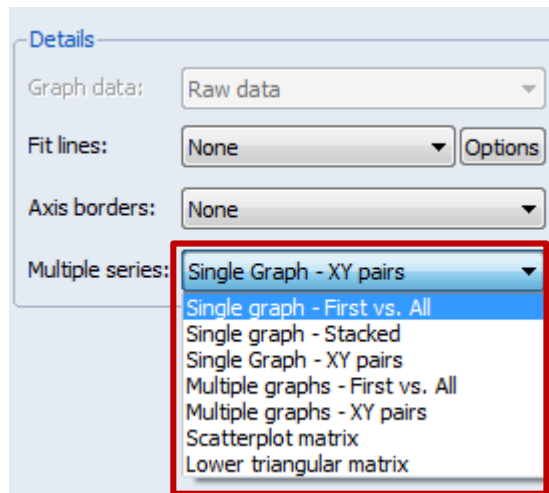 Details
Graph data: Raw data
Fit lines: None Options
Axis borders: None
Multiple series: Single Graph - XY pairs
Single graph - First vs. All
Single graph - Stacked
Single Graph - XY pairs
Multiple graphs - First vs. All
Multiple graphs - XY pairs
Scatterplot matrix
Lower triangular matrix